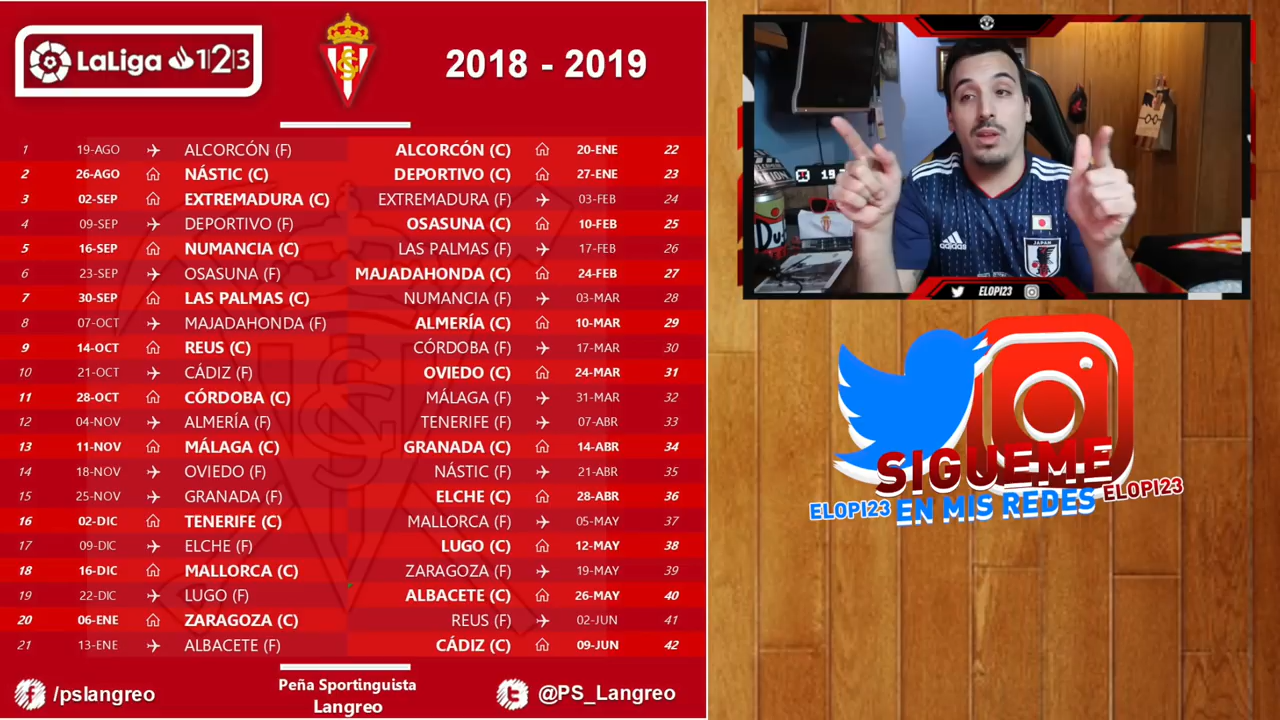 LaLiga 1|2|3
2018 - 2019
1 19-AGO ALCORCÓN (F) ALCORCÓN (C) 20-ENE 22
2 26-AGO NÁSTIC (C) DEPORTIVO (C) 27-ENE 23
3 02-SEP EXTREMADURA (C) EXTREMADURA (F) 03-FEB 24
4 09-SEP DEPORTIVO (F) OSASUNA (C) 10-FEB 25
5 16-SEP NUMANCIA (C) LAS PALMAS (F) 17-FEB 26
6 23-SEP OSASUNA (F) MAJADAHONDA (C) 24-FEB 27
7 30-SEP LAS PALMAS (C) NUMANCIA (F) 03-MAR 28
8 07-OCT MAJADAHONDA (F) ALMERÍA (C) 10-MAR 29
9 14-OCT REUS (C) CÓRDOBA (F) 17-MAR 30
10 21-OCT CÁDIZ (F) OVIEDO (C) 24-MAR 31
11 28-OCT CÓRDOBA (C) MÁLAGA (F) 31-MAR 32
12 04-NOV ALMERÍA (F) TENERIFE (F) 07-ABR 33
13 11-NOV MÁLAGA (C) GRANADA (C) 14-ABR 34
14 18-NOV OVIEDO (F) NÁSTIC (F) 21-ABR 35
15 25-NOV GRANADA (F) ELCHE (C) 28-ABR 36
16 02-DIC TENERIFE (C) MALLORCA (F) 05-MAY 37
17 09-DIC ELCHE (F) LUGO (C) 12-MAY 38
18 16-DIC MALLORCA (C) ZARAGOZA (F) 19-MAY 39
19 22-DIC LUGO (F) ALBACETE (C) 26-MAY 40
20 06-ENE ZARAGOZA (C) REUS (F) 02-JUN 41
21 13-ENE ALBACETE (F) CÁDIZ (C) 09-JUN 42
/pslangreo
Peña Sportinguista
Langreo
@PS_Langreo
adidas
JAPAN
ELOPI23
SIGUEME
ELOPI23 EN MIS REDES ELOPI23